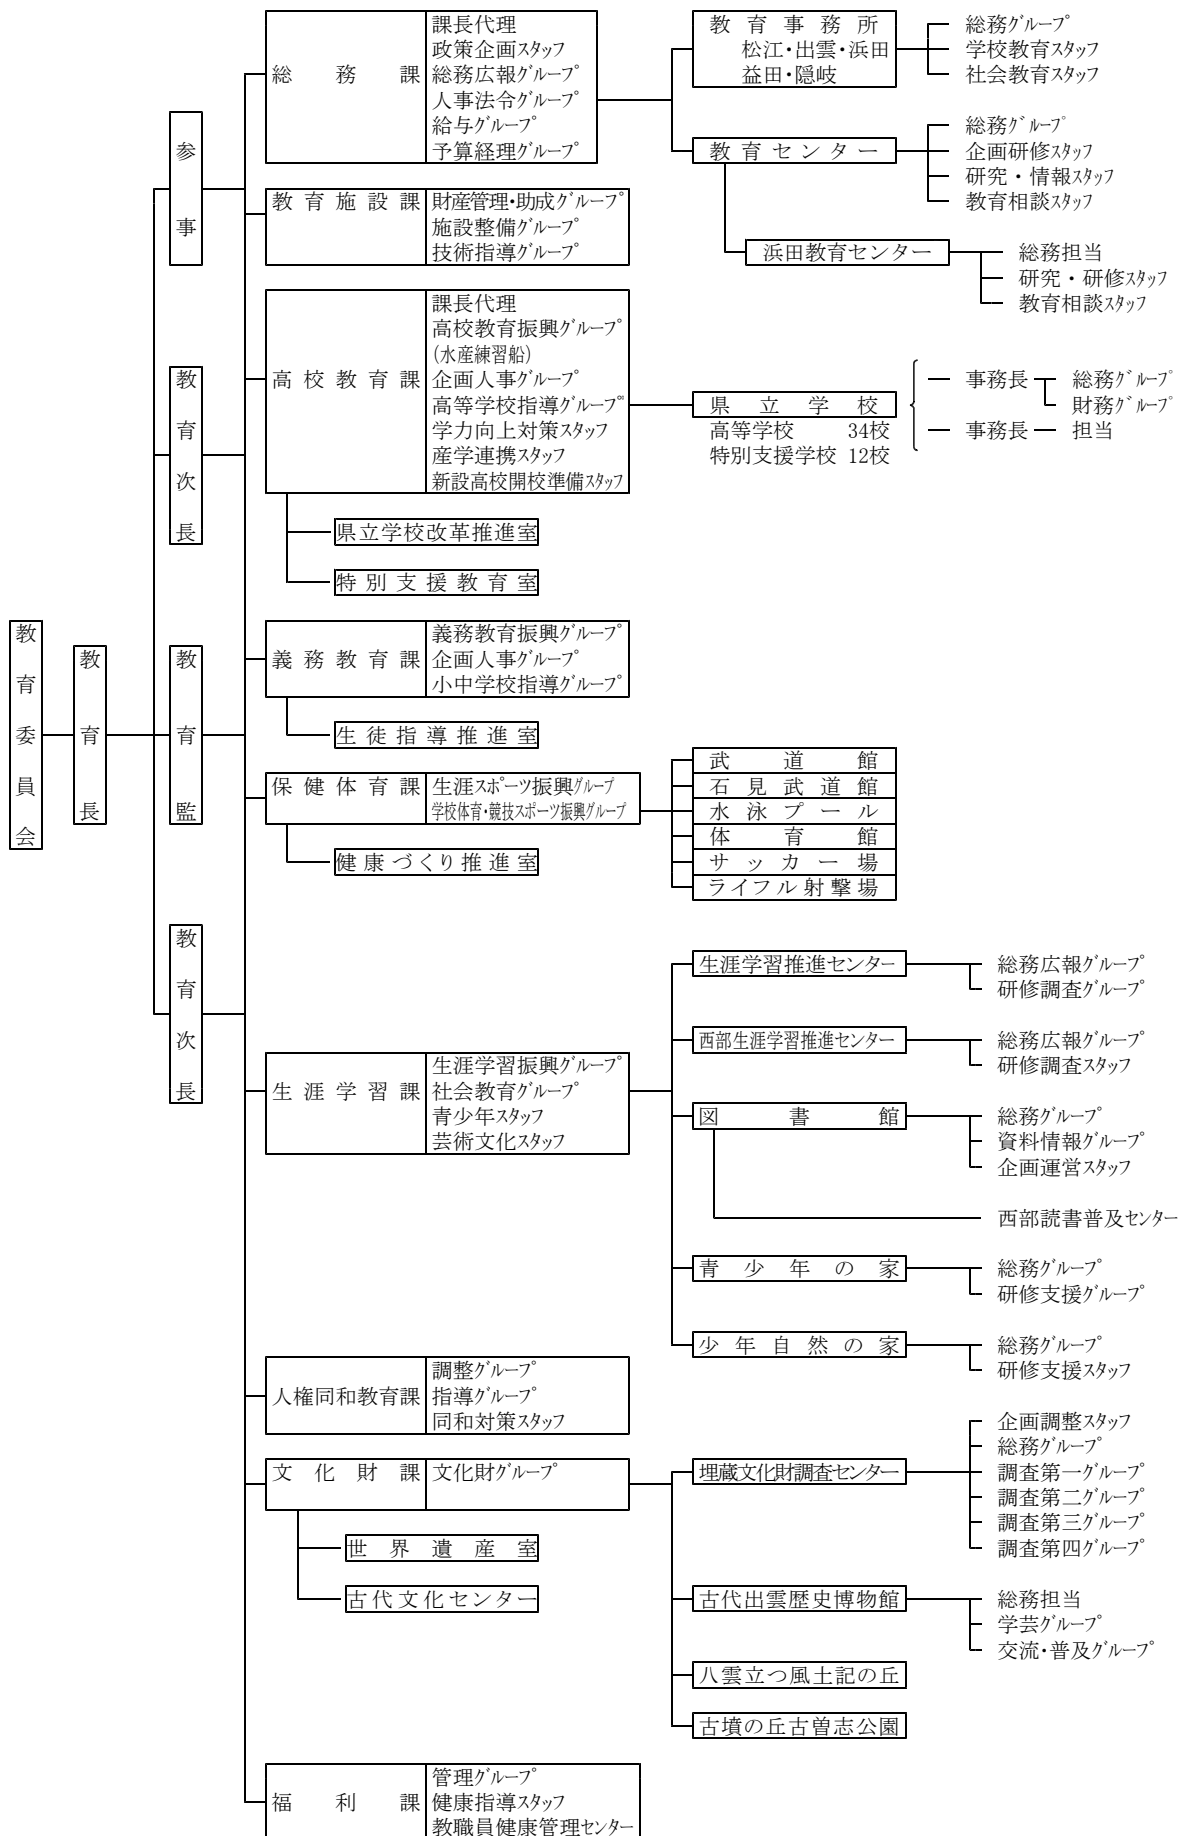 教育委員会
教育長
参事
教育次長
教育監
教育次長
総務課
課長代理
政策企画スタッフ
総務広報グループ
人事法令グループ
給与グループ
予算経理グループ
教育事務所
松江・出雲・浜田
益田・隠岐
総務グループ
学校教育スタッフ
社会教育スタッフ
教育センター
総務グループ
企画研修スタッフ
研究・情報スタッフ
教育相談スタッフ
浜田教育センター
総務担当
研究・研修スタッフ
教育相談スタッフ
教育施設課
財産管理・助成グループ
施設整備グループ
技術指導グループ
高校教育課
課長代理
高校教育振興グループ
(水産練習船)
企画人事グループ
高等学校指導グループ
学力向上対策スタッフ
産学連携スタッフ
新設高校開校準備スタッフ
県立学校
高等学校 34校
特別支援学校 12校
事務長
総務グループ
財務グループ
事務長
担当
県立学校改革推進室
特別支援教育室
義務教育課
義務教育振興グループ
企画人事グループ
小中学校指導グループ
生徒指導推進室
保健体育課
生涯スポーツ振興グループ
学校体育・競技スポーツ振興グループ
武道館
石見武道館
水泳プール
体育館
サッカー場
ライフル射撃場
健康づくり推進室
生涯学習課
生涯学習振興グループ
社会教育グループ
青少年スタッフ
芸術文化スタッフ
生涯学習推進センター
総務広報グループ
研修調査グループ
西部生涯学習推進センター
総務広報グループ
研修調査スタッフ
図書館
総務グループ
資料情報グループ
企画運営スタッフ
西部読書普及センター
青少年の家
総務グループ
研修支援グループ
少年自然の家
総務グループ
研修支援スタッフ
人権同和教育課
調整グループ
指導グループ
同和対策スタッフ
文化財課
文化財グループ
世界遺産室
古代文化センター
埋蔵文化財調査センター
企画調整スタッフ
総務グループ
調査第一グループ
調査第二グループ
調査第三グループ
調査第四グループ
古代出雲歴史博物館
総務担当
学芸グループ
交流・普及グループ
八雲立つ風土記の丘
古墳の丘古曽志公園
福利課
管理グループ
健康指導スタッフ
教職員健康管理センター